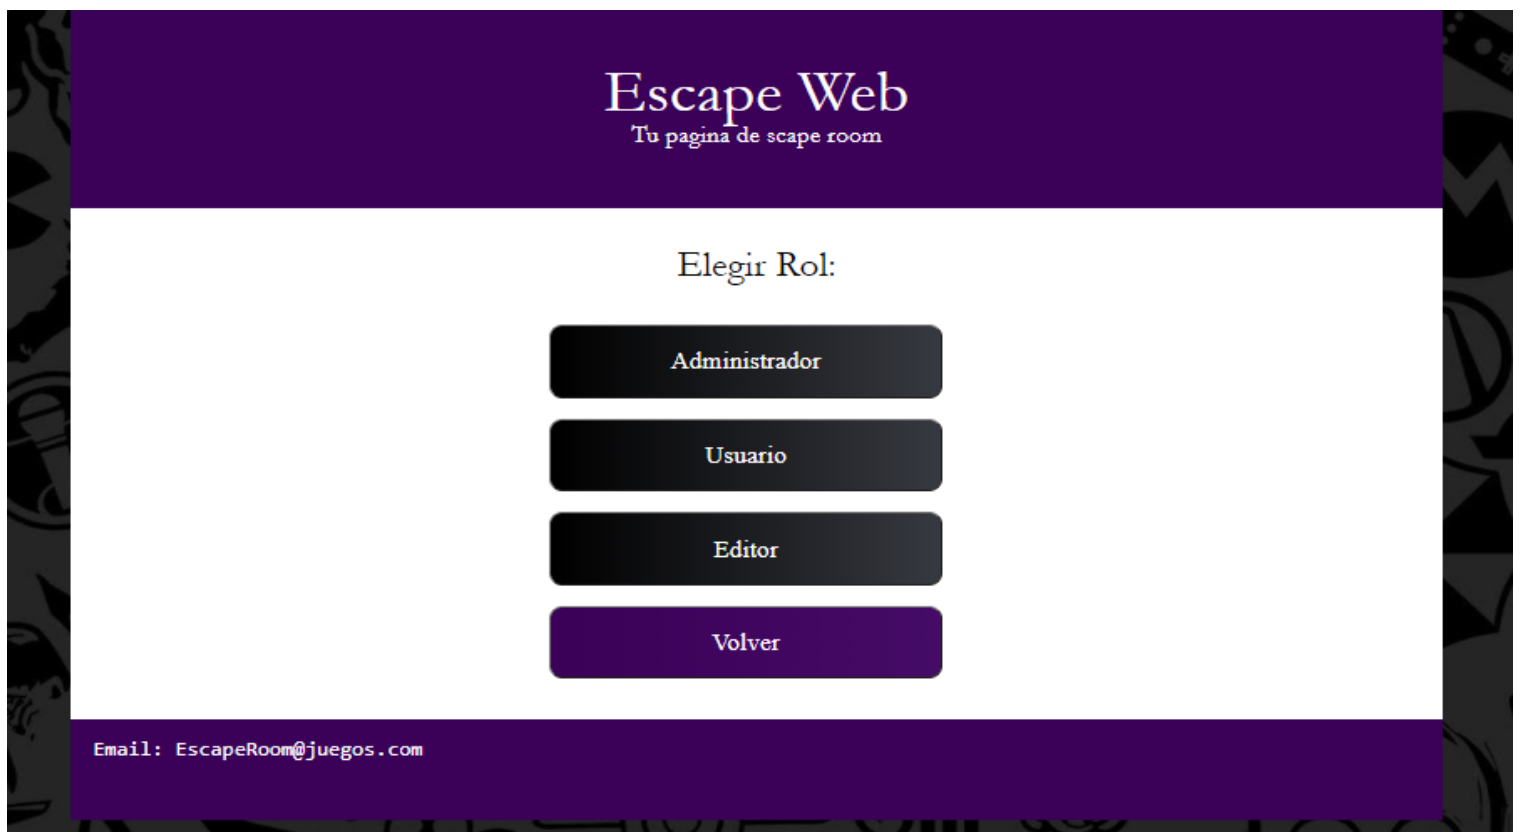 Escape Web
Tu pagina de scape room
Elegir Rol:
Administrador
Usuario
Editor
Volver
Email: EscapeRoom@juegos.com